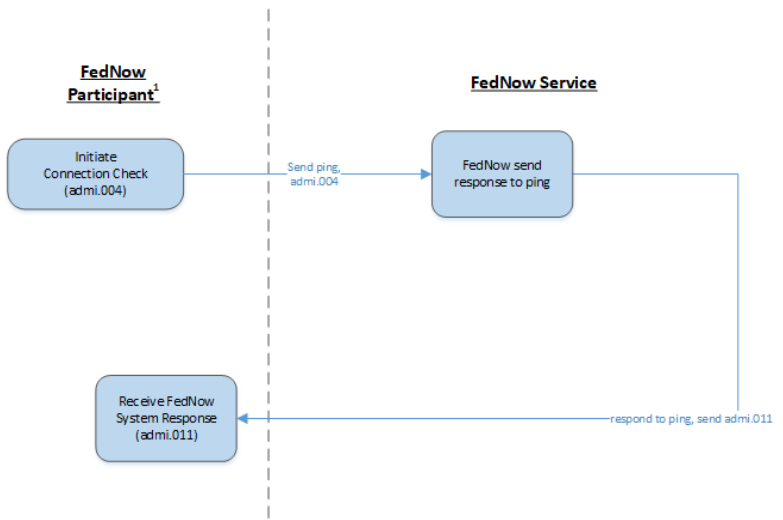 FedNow
Participant1
FedNow Service
Initiate
Connection Check
(admi.004)
Send ping,
admi.004
FedNow send
response to ping
Receive FedNow
System Response
(admi.011)
respond to ping, send admi.011